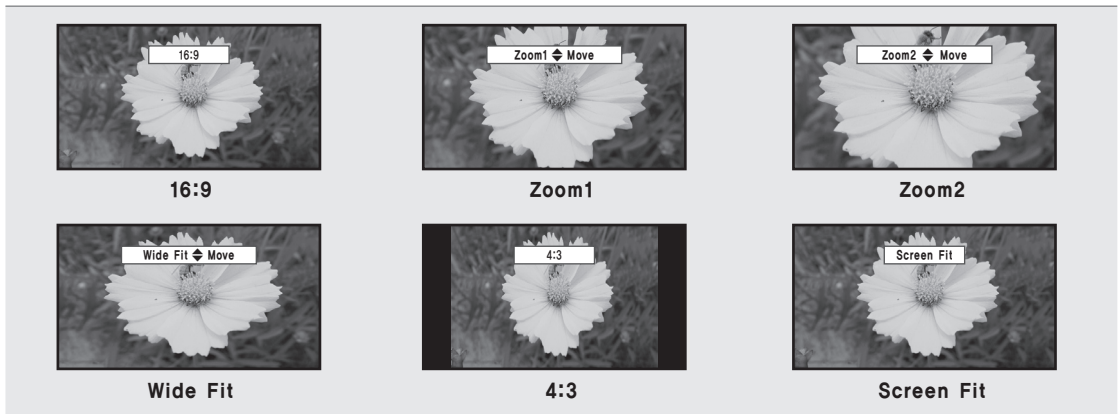 16:9
Zoom1 Move
Zoom2 Move
16:9
Zoom1
Zoom2
Wide Fit Move
4:3
Screen Fit
Wide Fit
4:3
Screen Fit